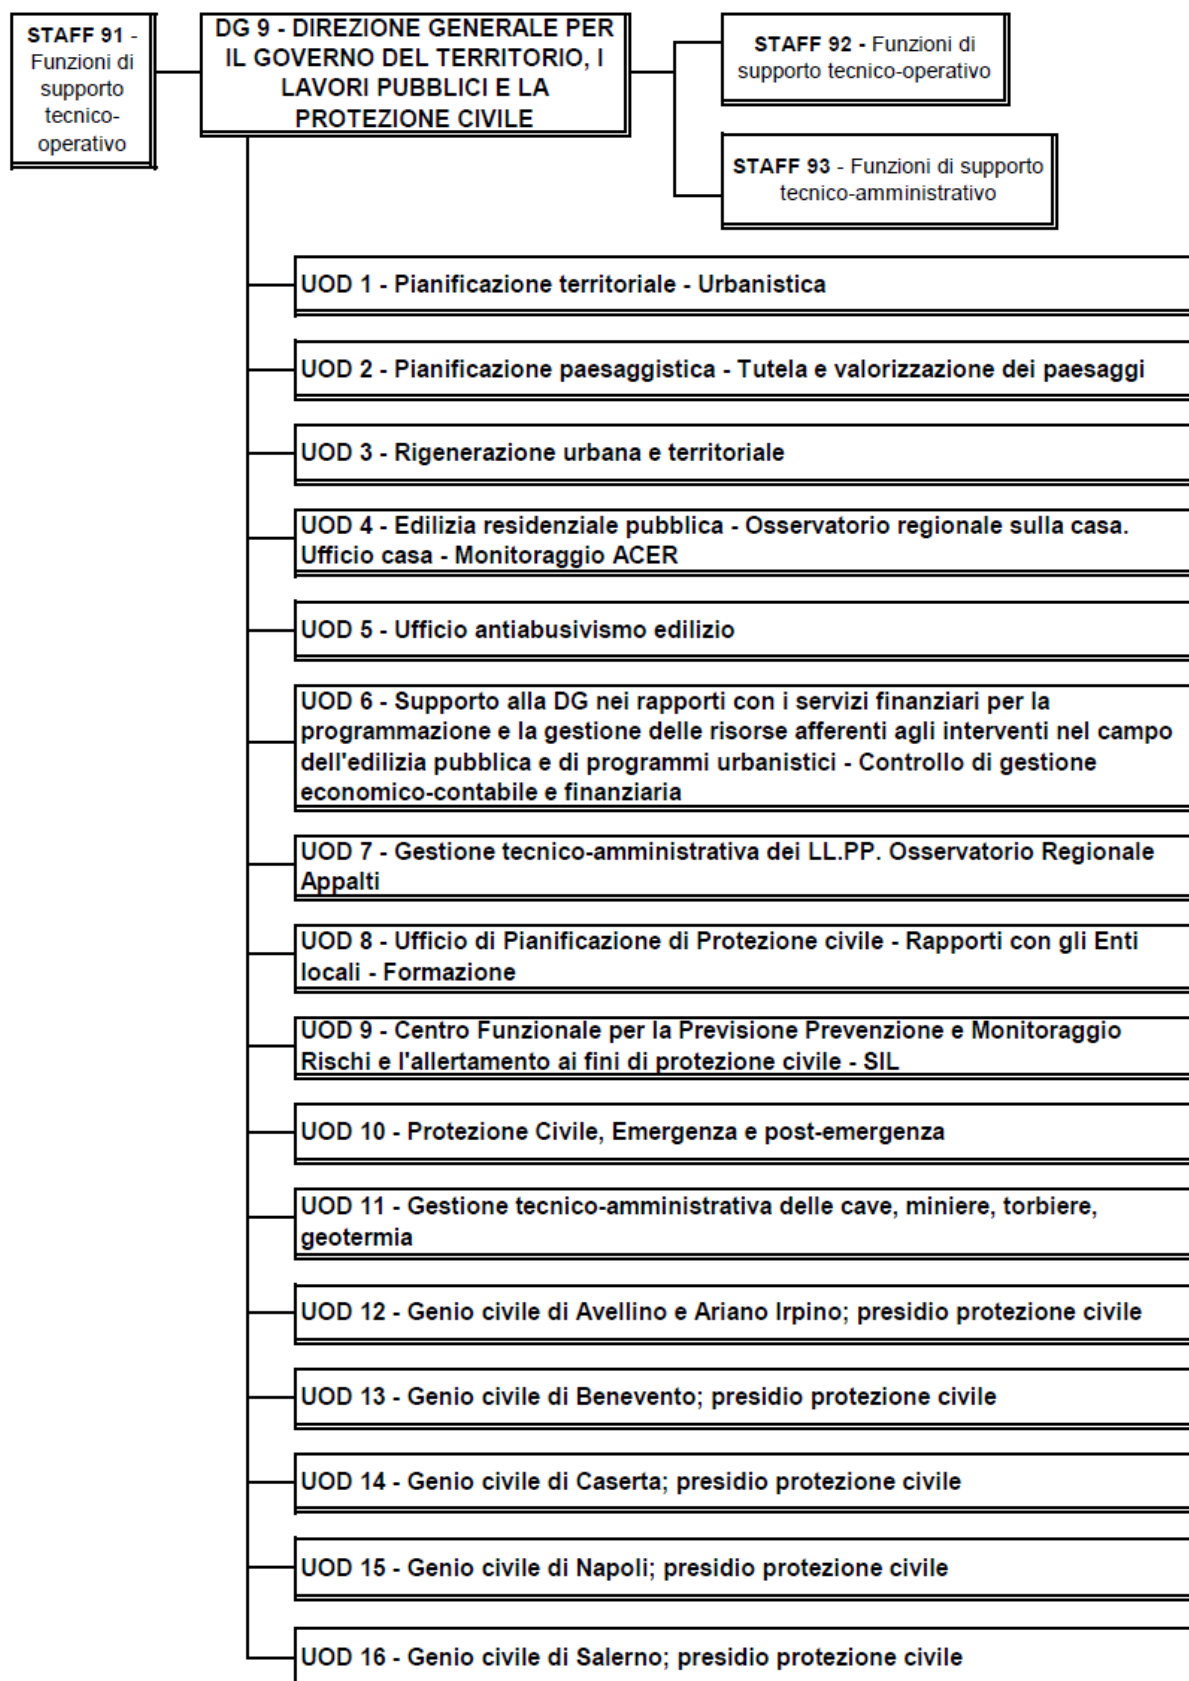 STAFF 91 -
Funzioni di
supporto
tecnico-
operativo
DG 9 - DIREZIONE GENERALE PER
IL GOVERNO DEL TERRITORIO, I
LAVORI PUBBLICI E LA
PROTEZIONE CIVILE
STAFF 92 - Funzioni di
supporto tecnico-operativo
STAFF 93 - Funzioni di supporto
tecnico-amministrativo
UOD 1 - Pianificazione territoriale - Urbanistica
UOD 2 - Pianificazione paesaggistica - Tutela e valorizzazione dei paesaggi
UOD 3 - Rigenerazione urbana e territoriale
UOD 4 - Edilizia residenziale pubblica - Osservatorio regionale sulla casa.
Ufficio casa - Monitoraggio ACER
UOD 5 - Ufficio antiabusivismo edilizio
UOD 6 - Supporto alla DG nei rapporti con i servizi finanziari per la
programmazione e la gestione delle risorse afferenti agli interventi nel campo
dell'edilizia pubblica e di programmi urbanistici - Controllo di gestione
economico-contabile e finanziaria
UOD 7 - Gestione tecnico-amministrativa dei LL.PP. Osservatorio Regionale
Appalti
UOD 8 - Ufficio di Pianificazione di Protezione civile - Rapporti con gli Enti
locali - Formazione
UOD 9 - Centro Funzionale per la Previsione Prevenzione e Monitoraggio
Rischi e l'allertamento ai fini di protezione civile - SIL
UOD 10 - Protezione Civile, Emergenza e post-emergenza
UOD 11 - Gestione tecnico-amministrativa delle cave, miniere, torbiere,
geotermia
UOD 12 - Genio civile di Avellino e Ariano Irpino; presidio protezione civile
UOD 13 - Genio civile di Benevento; presidio protezione civile
UOD 14 - Genio civile di Caserta; presidio protezione civile
UOD 15 - Genio civile di Napoli; presidio protezione civile
UOD 16 - Genio civile di Salerno; presidio protezione civile